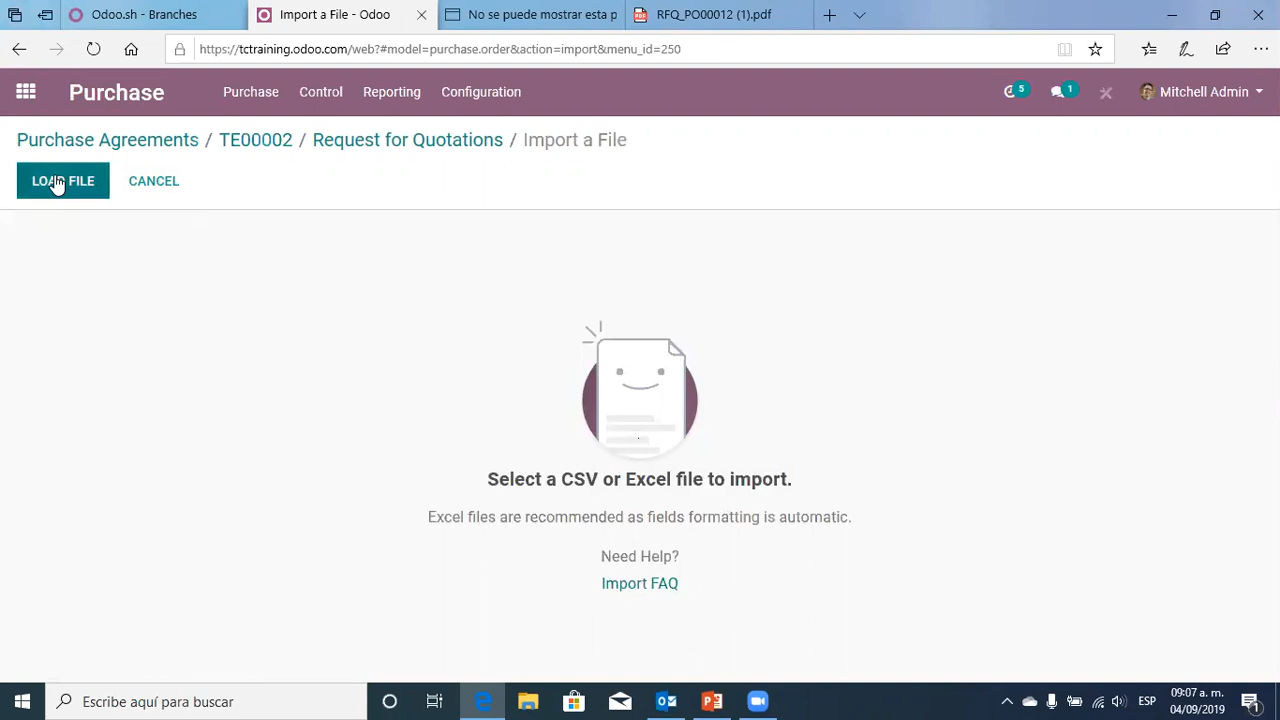 Odoo.sh - Branches
Import a File - Odoo
No se puede mostrar esta p
RFQ_PO00012 (1).pdf
https://tctraining.odoo.com/web?#model=purchase.order&action=import&menu_id=250
Purchase Purchase Control Reporting Configuration 5 1 Mitchell Admin
Purchase Agreements / TE00002 / Request for Quotations / Import a File
LOAD FILE CANCEL
Select a CSV or Excel file to import.
Excel files are recommended as fields formatting is automatic.
Need Help?
Import FAQ
Escribe aquí para buscar
ESP
09:07 a. m.
04/09/2019
1